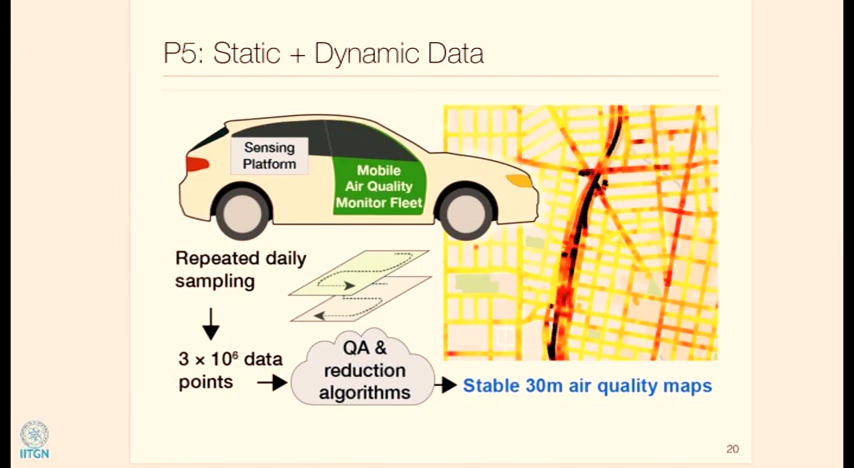 P5: Static + Dynamic Data
Sensing
Platform
Mobile
Air Quality
Monitor Fleet
Repeated daily
sampling
3 × 10⁶ data
points
QA &
reduction
algorithms
Stable 30m air quality maps
IITGN
20